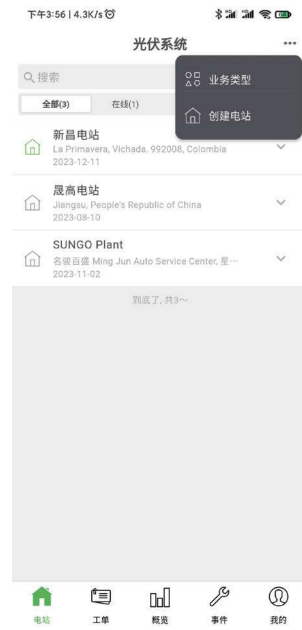 下午3:56 | 4.3K/s
光伏系统
搜索
业务类型
创建电站
全部(3)
在线(1)
新昌电站
La Primavera, Vichada, 992008, Colombia
2023-12-11
晟高电站
Jiangsu, People's Republic of China
2023-08-10
SUNGO Plant
名骏百盛 Ming Jun Auto Service Center, 星…
2023-11-02
到底了, 共3～
电站
工单
概览
事件
我的